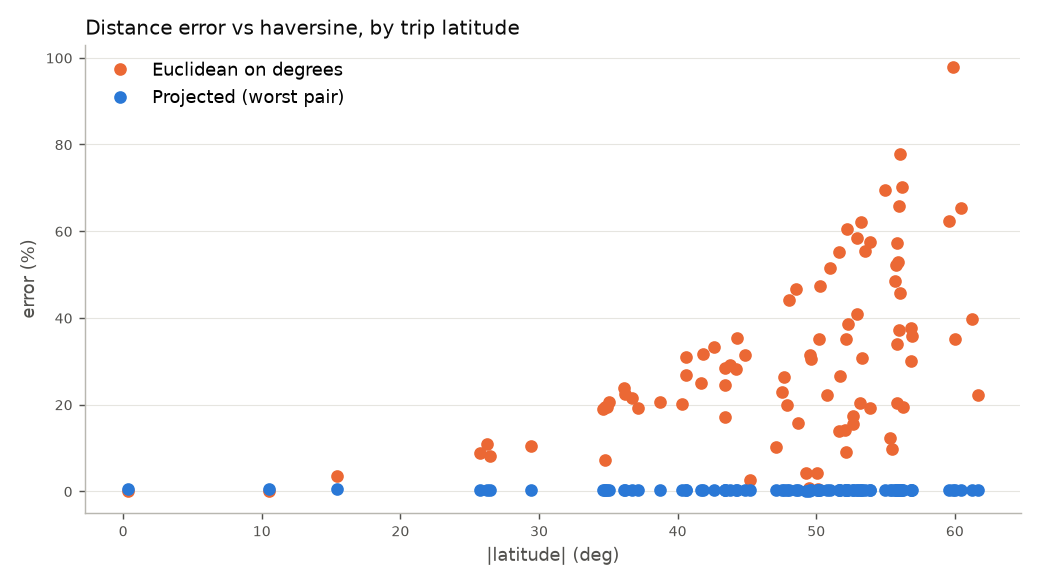 Distance error vs haversine, by trip latitude
100
80
60
40
20
0
error (%)
Euclidean on degrees
Projected (worst pair)
0 10 20 30 40 50 60
|latitude| (deg)